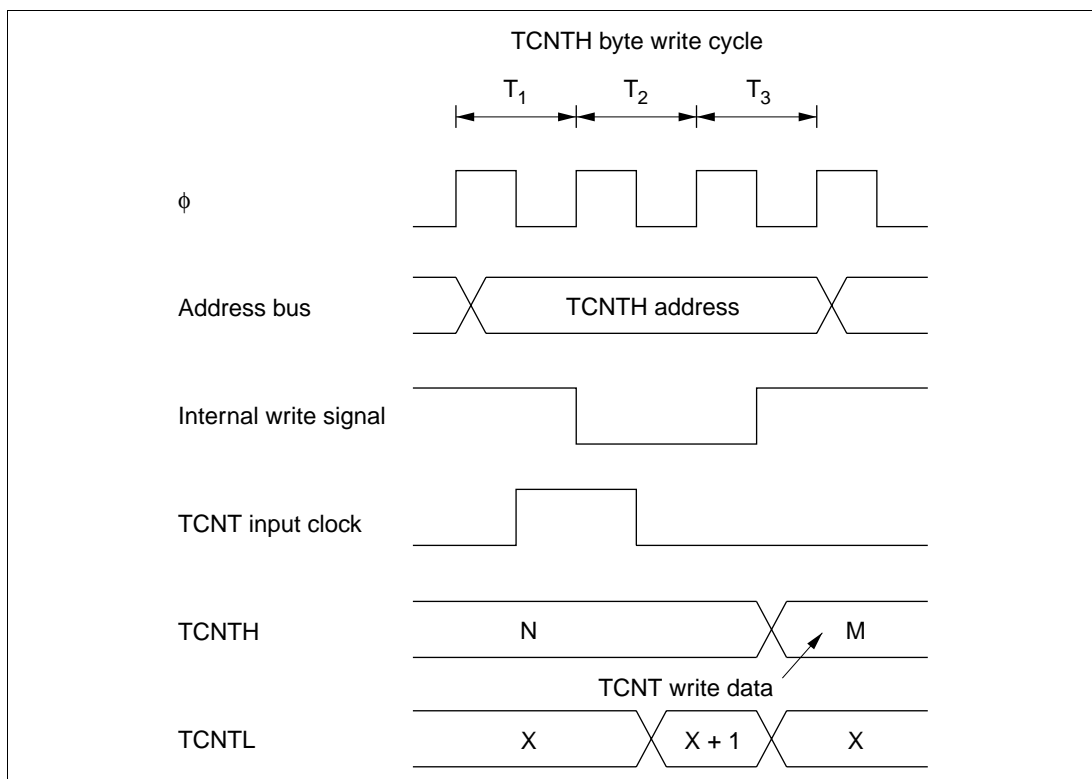 TCNTH byte write cycle
T1 T2 T3
φ
Address bus
TCNTH address
Internal write signal
TCNT input clock
TCNTH
N
M
TCNT write data
TCNTL
X
X + 1
X